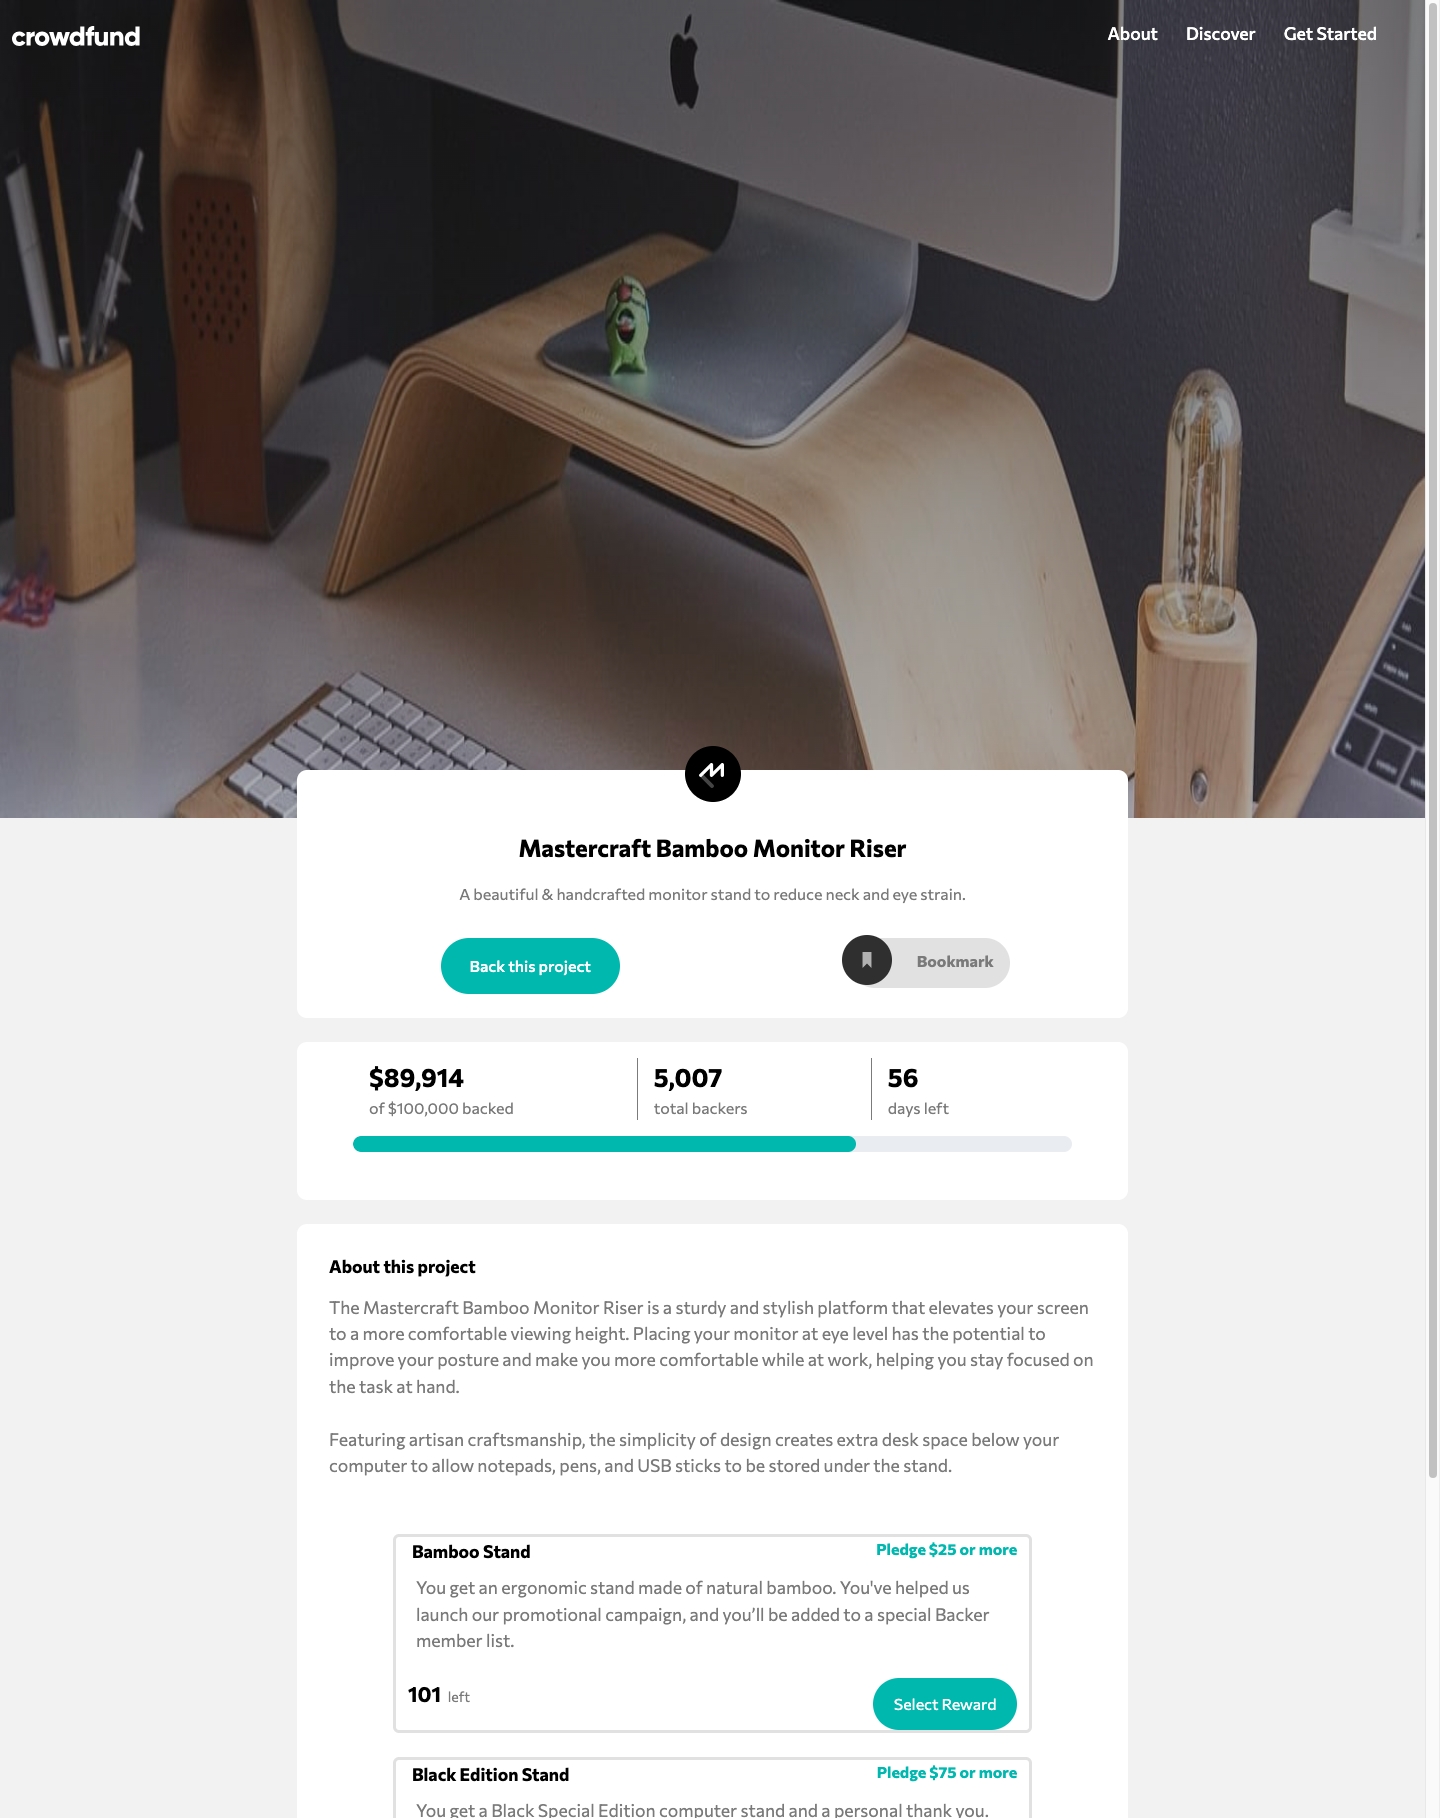 crowdfund
About Discover Get Started
Mastercraft Bamboo Monitor Riser
A beautiful & handcrafted monitor stand to reduce neck and eye strain.
Back this project
Bookmark
$89,914
of $100,000 backed
5,007
total backers
56
days left
About this project
The Mastercraft Bamboo Monitor Riser is a sturdy and stylish platform that elevates your screen
to a more comfortable viewing height. Placing your monitor at eye level has the potential to
improve your posture and make you more comfortable while at work, helping you stay focused on
the task at hand.
Featuring artisan craftsmanship, the simplicity of design creates extra desk space below your
computer to allow notepads, pens, and USB sticks to be stored under the stand.
Bamboo Stand
Pledge $25 or more
You get an ergonomic stand made of natural bamboo. You've helped us
launch our promotional campaign, and you’ll be added to a special Backer
member list.
101 left
Select Reward
Black Edition Stand
Pledge $75 or more
You get a Black Special Edition computer stand and a personal thank you.